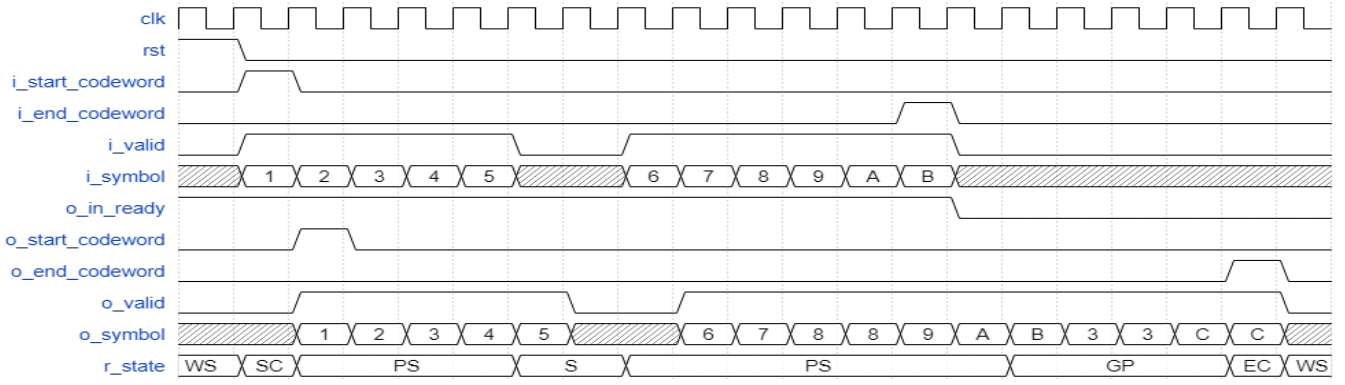 clk
rst
i_start_codeword
i_end_codeword
i_valid
i_symbol 1 2 3 4 5 6 7 8 9 A B
o_in_ready
o_start_codeword
o_end_codeword
o_valid
o_symbol 1 2 3 4 5 6 7 8 8 9 A B 3 3 C C
r_state WS SC PS S PS GP EC WS